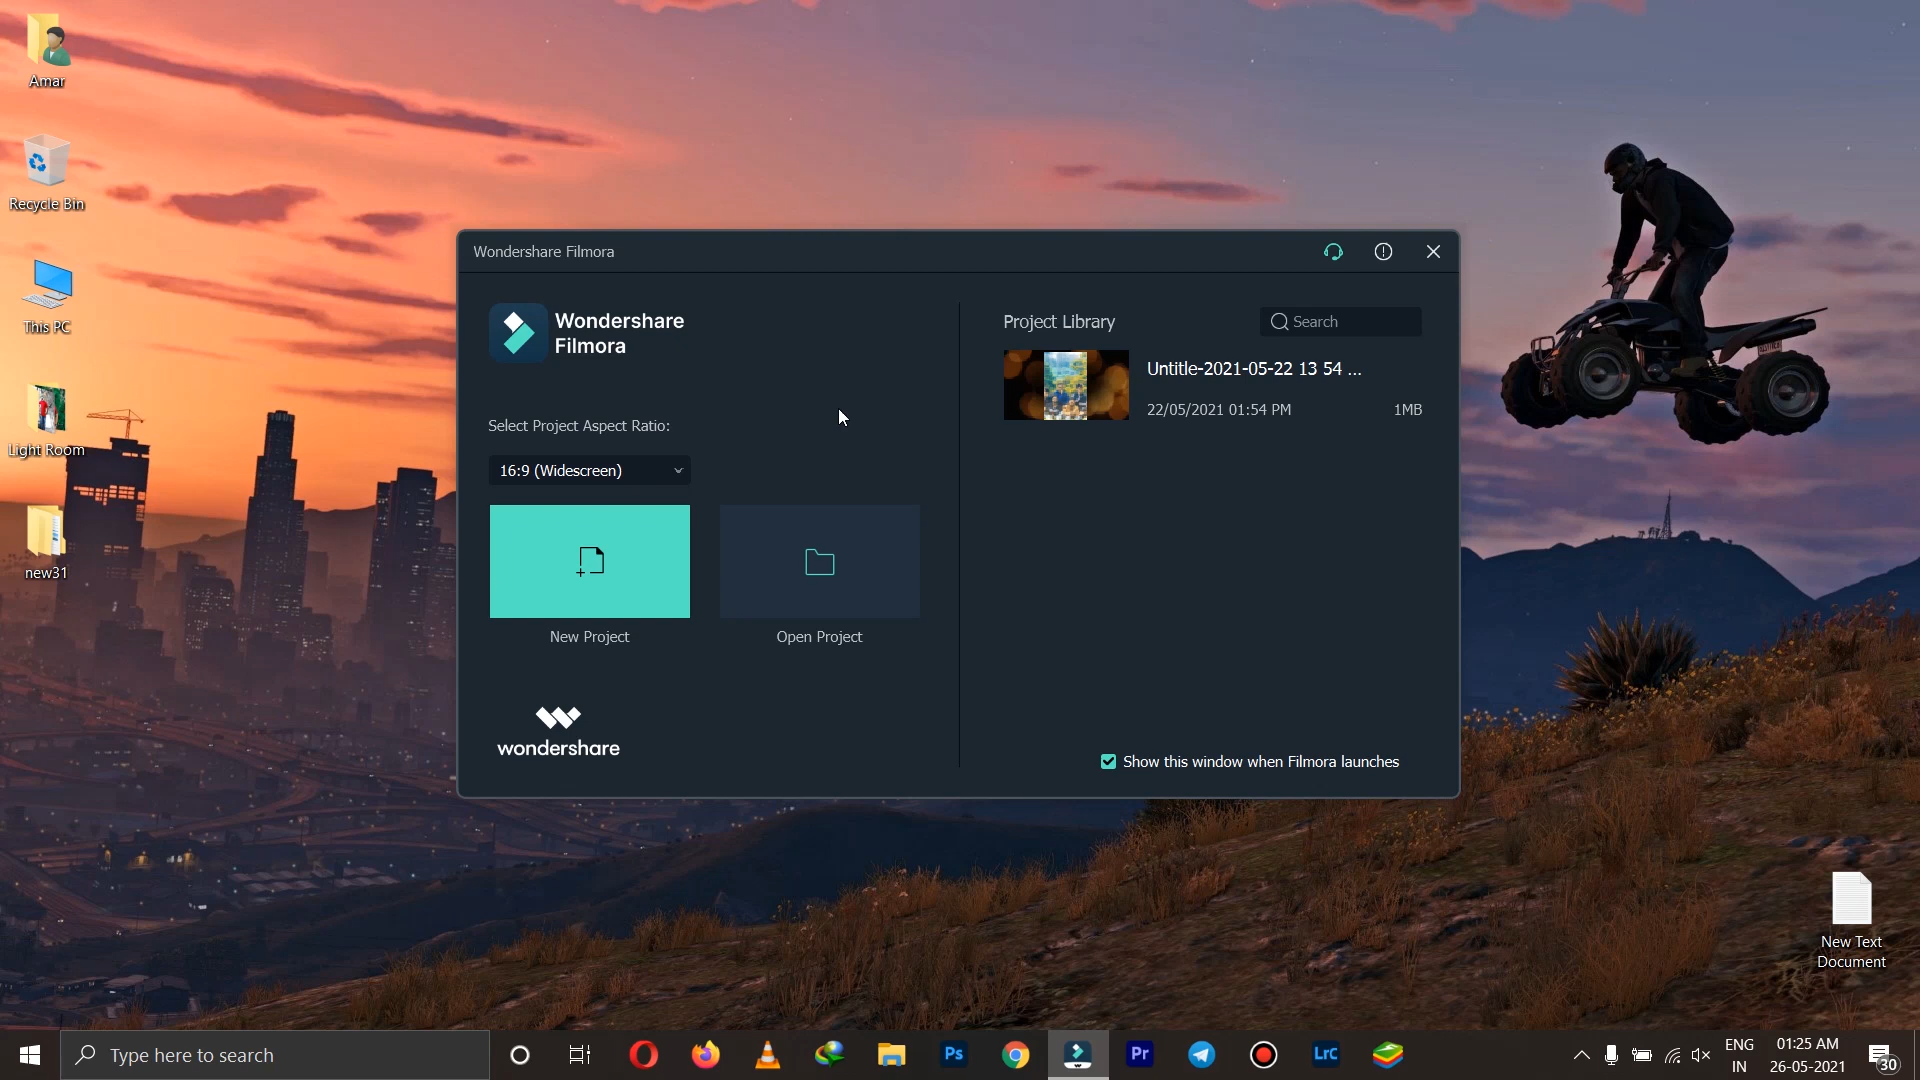 Amar
Recycle Bin
This PC
Light Room
new31
Wondershare Filmora
Wondershare
Filmora
Select Project Aspect Ratio:
16:9 (Widescreen)
New Project
Open Project
wondershare
Project Library
Search
Untitle-2021-05-22 13 54 ...
22/05/2021 01:54 PM
1MB
Show this window when Filmora launches
New Text
Document
Type here to search
Ps
Pr
LrC
ENG
IN
01:25 AM
26-05-2021
30